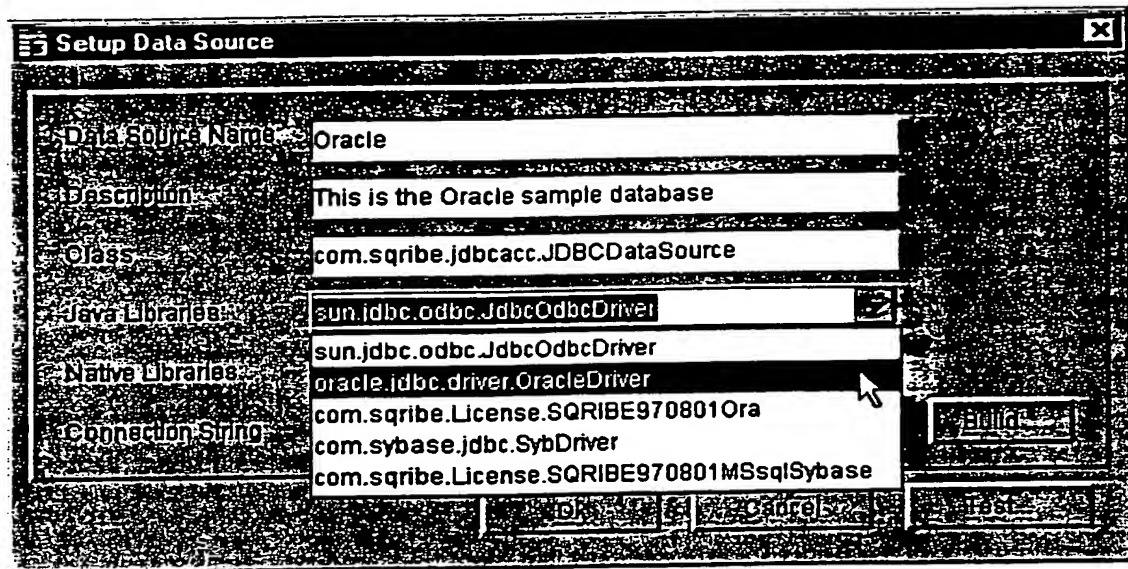 Setup Data Source
Data Source Name Oracle
Description This is the Oracle sample database
Class com.sqribe.jdbcacc.JDBCDataSource
Java Libraries sun.jdbc.odbc.JdbcOdbcDriver
sun.jdbc.odbc.JdbcOdbcDriver
Native Libraries oracle.jdbc.driver.OracleDriver
com.sqribe.License.SQRIBE970801Ora
Connection String com.sybase.jdbc.SybDriver
Build...
com.sqribe.License.SQRIBE970801MSsqlSybase
OK Cancel Test...